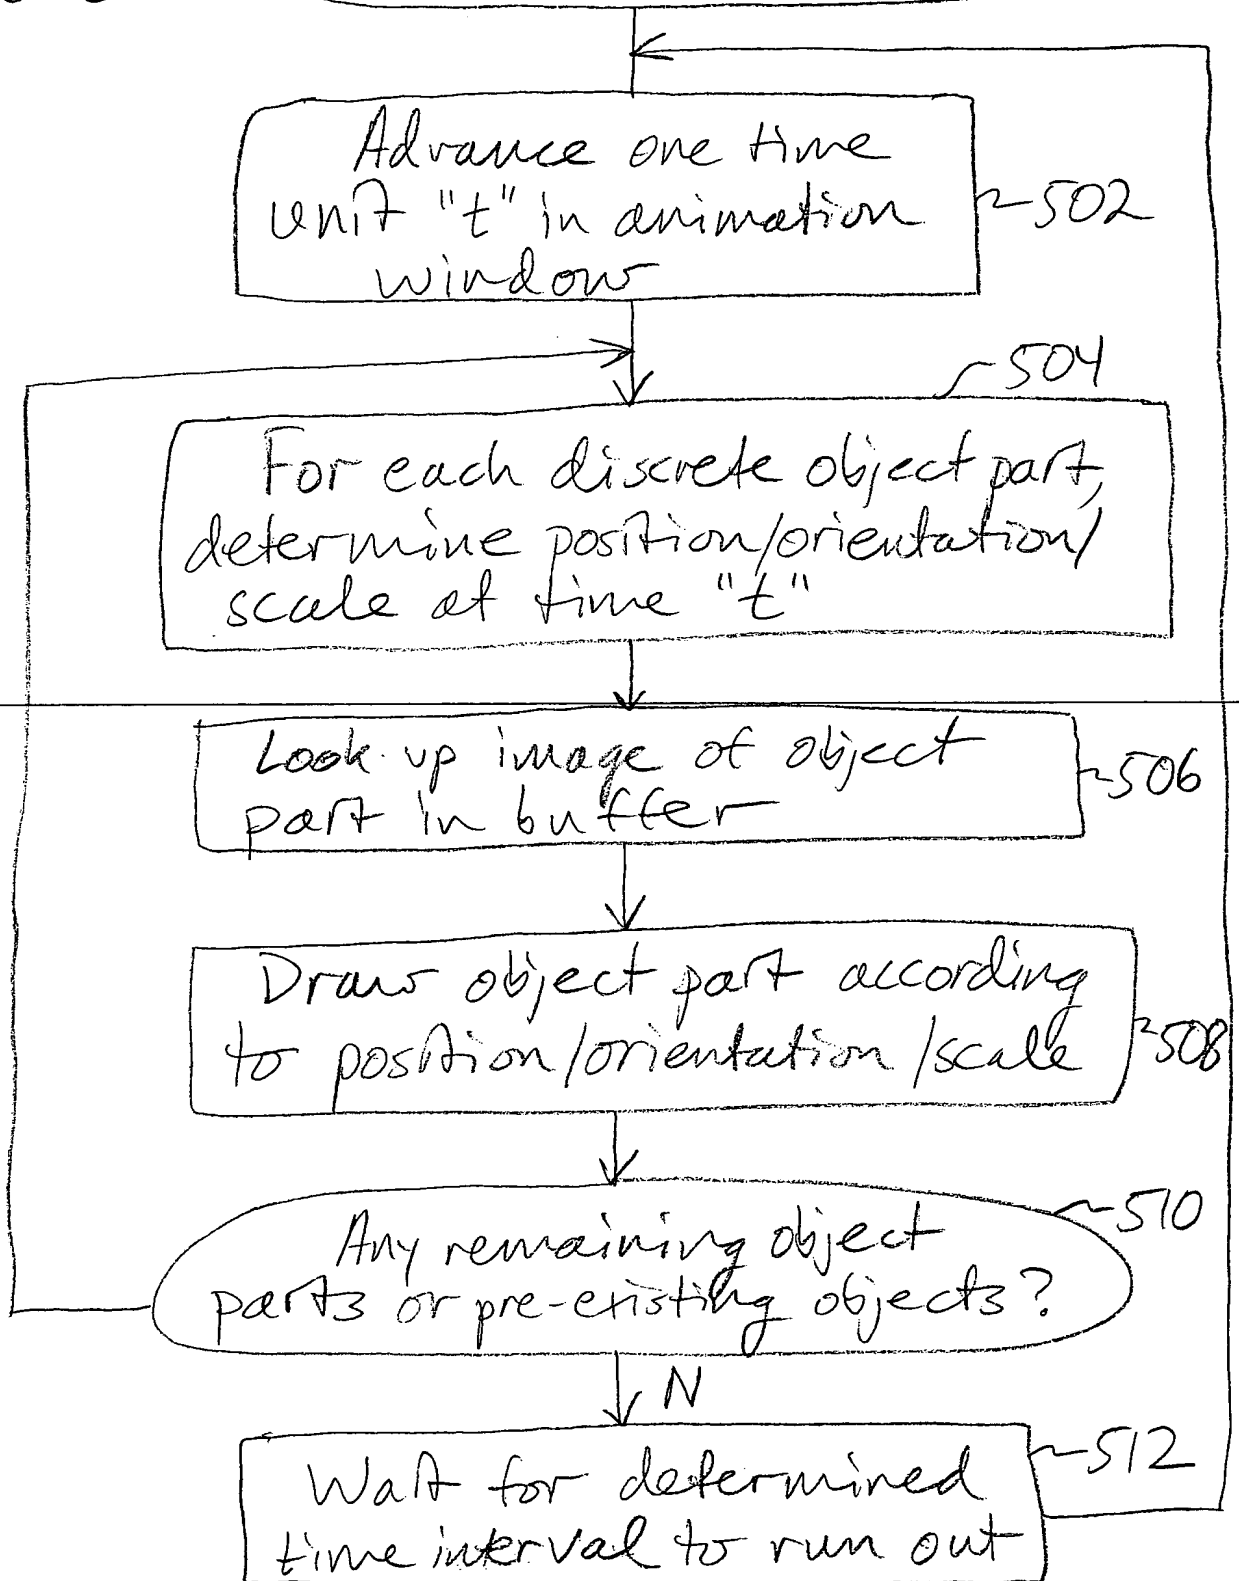 Advance one time
unit "t" in animation
window
502
504
For each discrete object part,
determine position/orientation/
scale at time "t"
Look up image of object
part in buffer
506
Draw object part according
to position/orientation/scale
508
510
Any remaining object
parts or pre-existing objects?
N
512
Wait for determined
time interval to run out